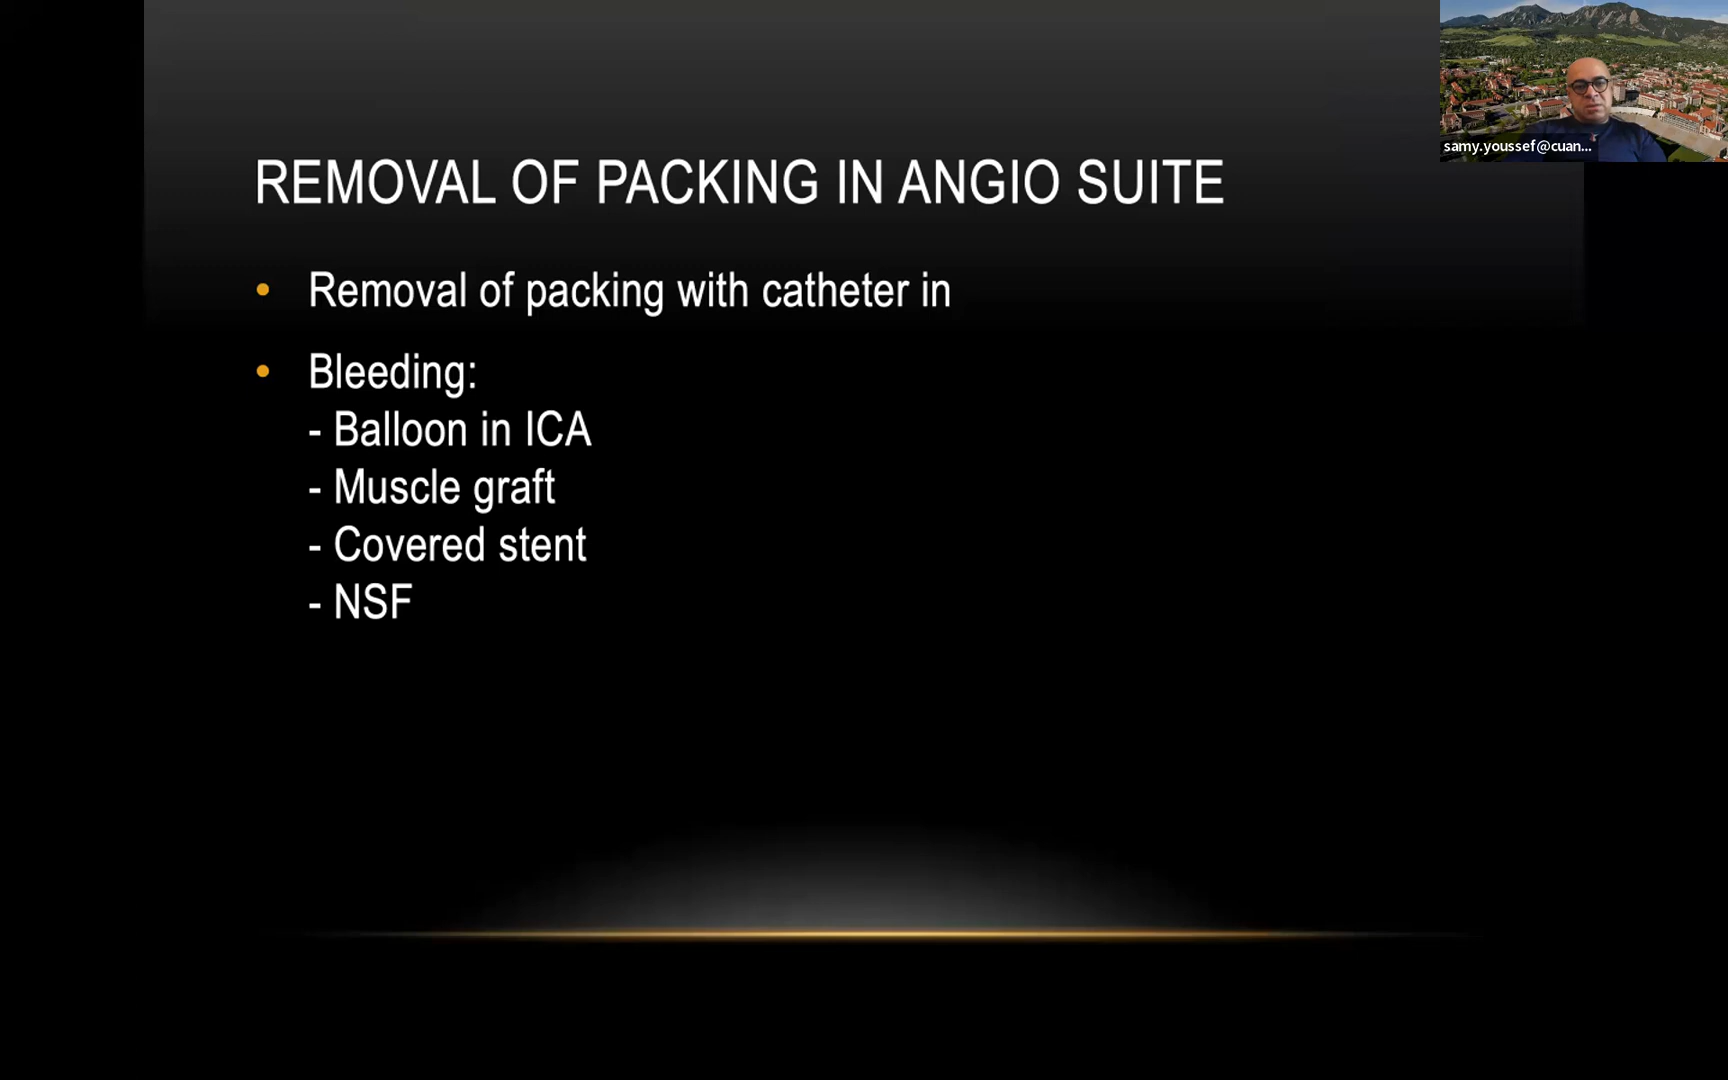 samy.youssef@cuan...
REMOVAL OF PACKING IN ANGIO SUITE
• Removal of packing with catheter in
• Bleeding:
- Balloon in ICA
- Muscle graft
- Covered stent
- NSF